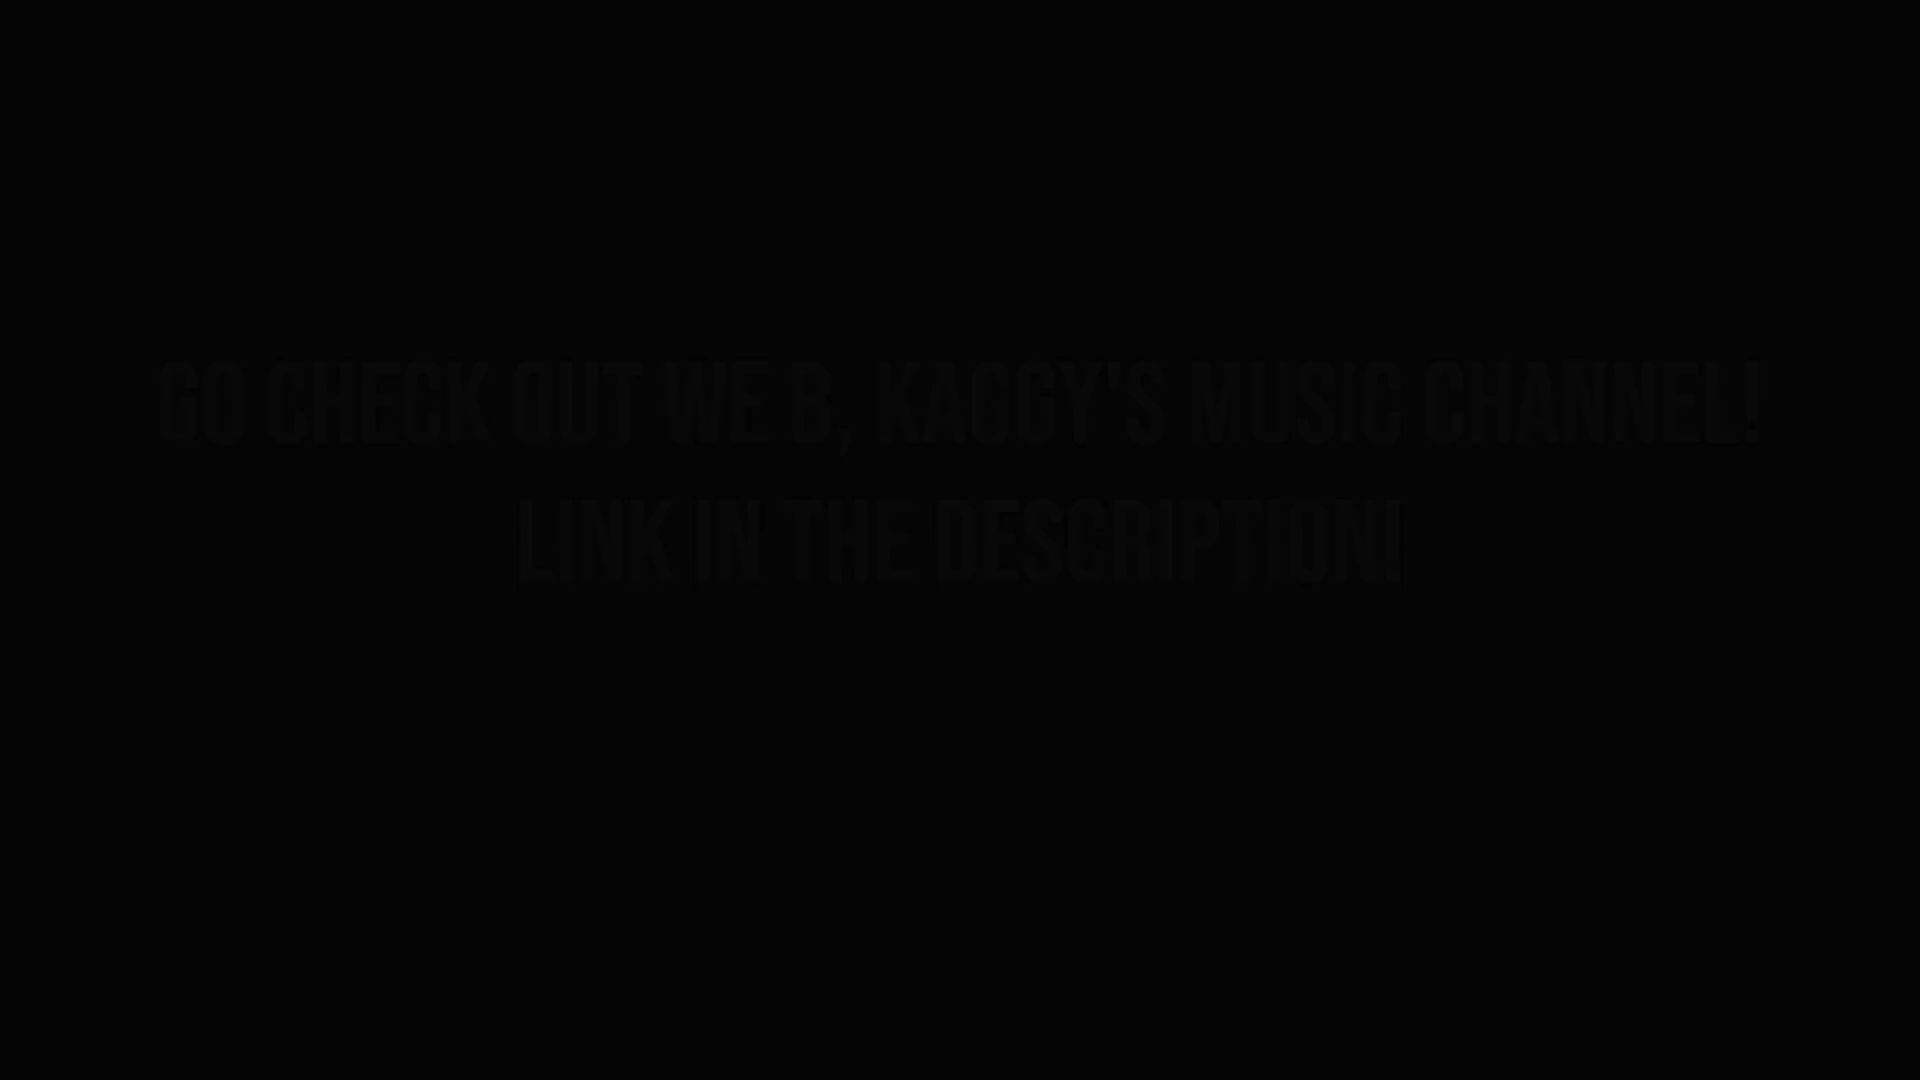 GO CHECK OUT WE B, KAGGY'S MUSIC CHANNEL!
LINK IN THE DESCRIPTION!